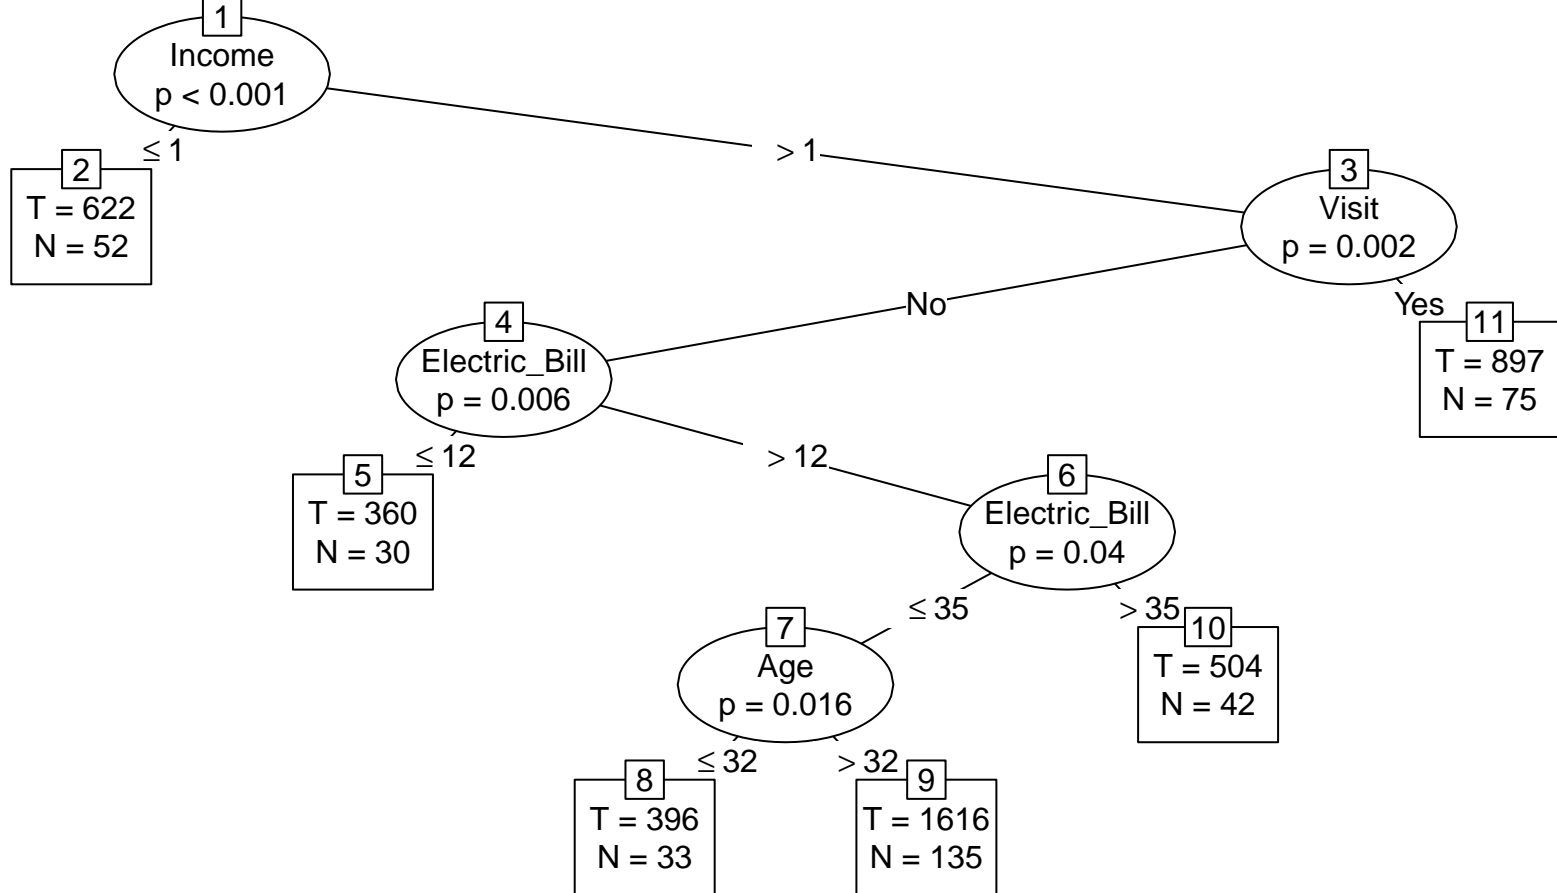 1
Income
p < 0.001
≤ 1
> 1
2
T = 622
N = 52
3
Visit
p = 0.002
No
Yes
4
Electric_Bill
p = 0.006
11
T = 897
N = 75
≤ 12
> 12
5
T = 360
N = 30
6
Electric_Bill
p = 0.04
≤ 35
> 35
7
Age
p = 0.016
10
T = 504
N = 42
≤ 32
> 32
8
T = 396
N = 33
9
T = 1616
N = 135